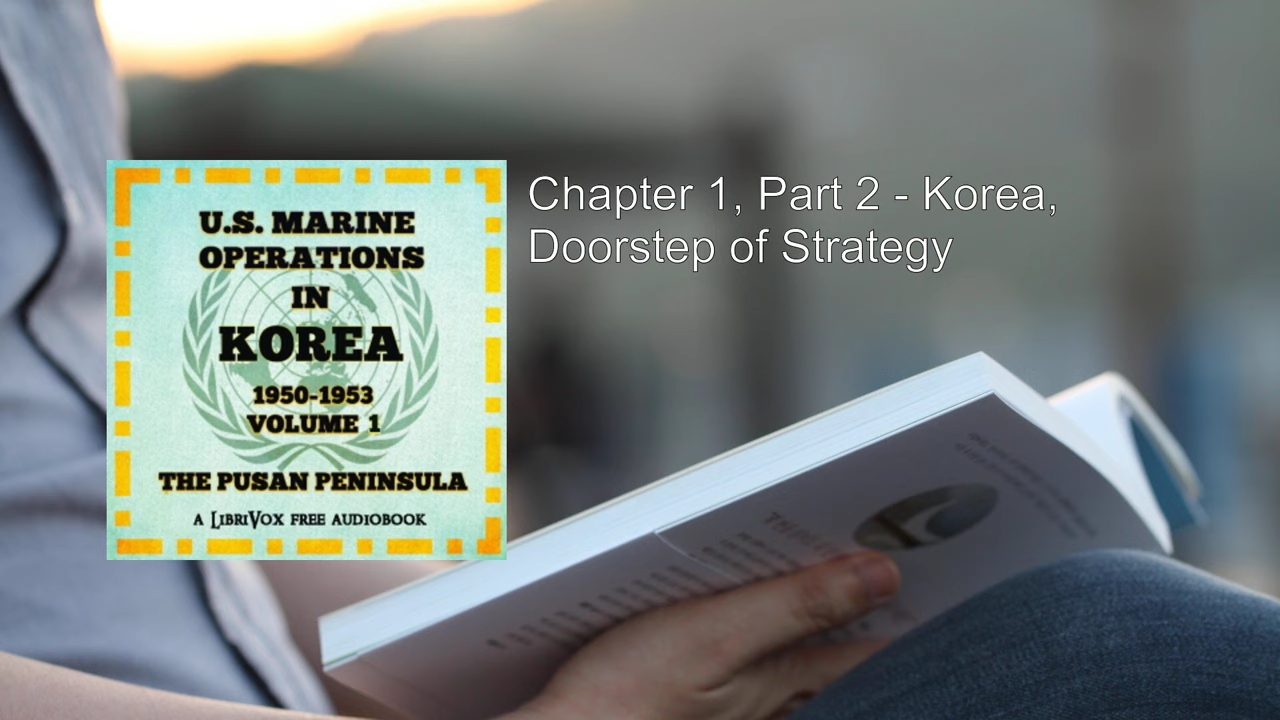 U.S. MARINE
OPERATIONS
IN
KOREA
1950-1953
VOLUME 1
THE PUSAN PENINSULA
A LIBRIVOX FREE AUDIOBOOK
Chapter 1, Part 2 - Korea,
Doorstep of Strategy